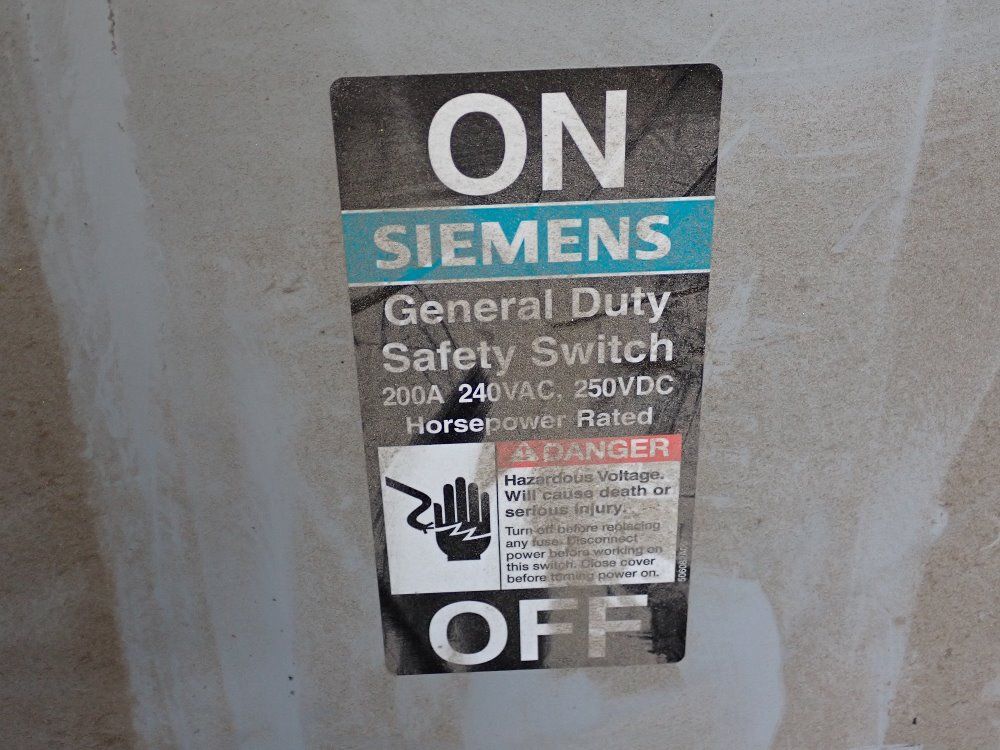 ON
SIEMENS
General Duty
Safety Switch
200A 240VAC, 250VDC
Horsepower Rated
DANGER
Hazardous Voltage.
Will cause death or
serious injury.
Turn off before replacing
any fuse. Disconnect
power before working on
this switch. Close cover
before turning power on.
OFF